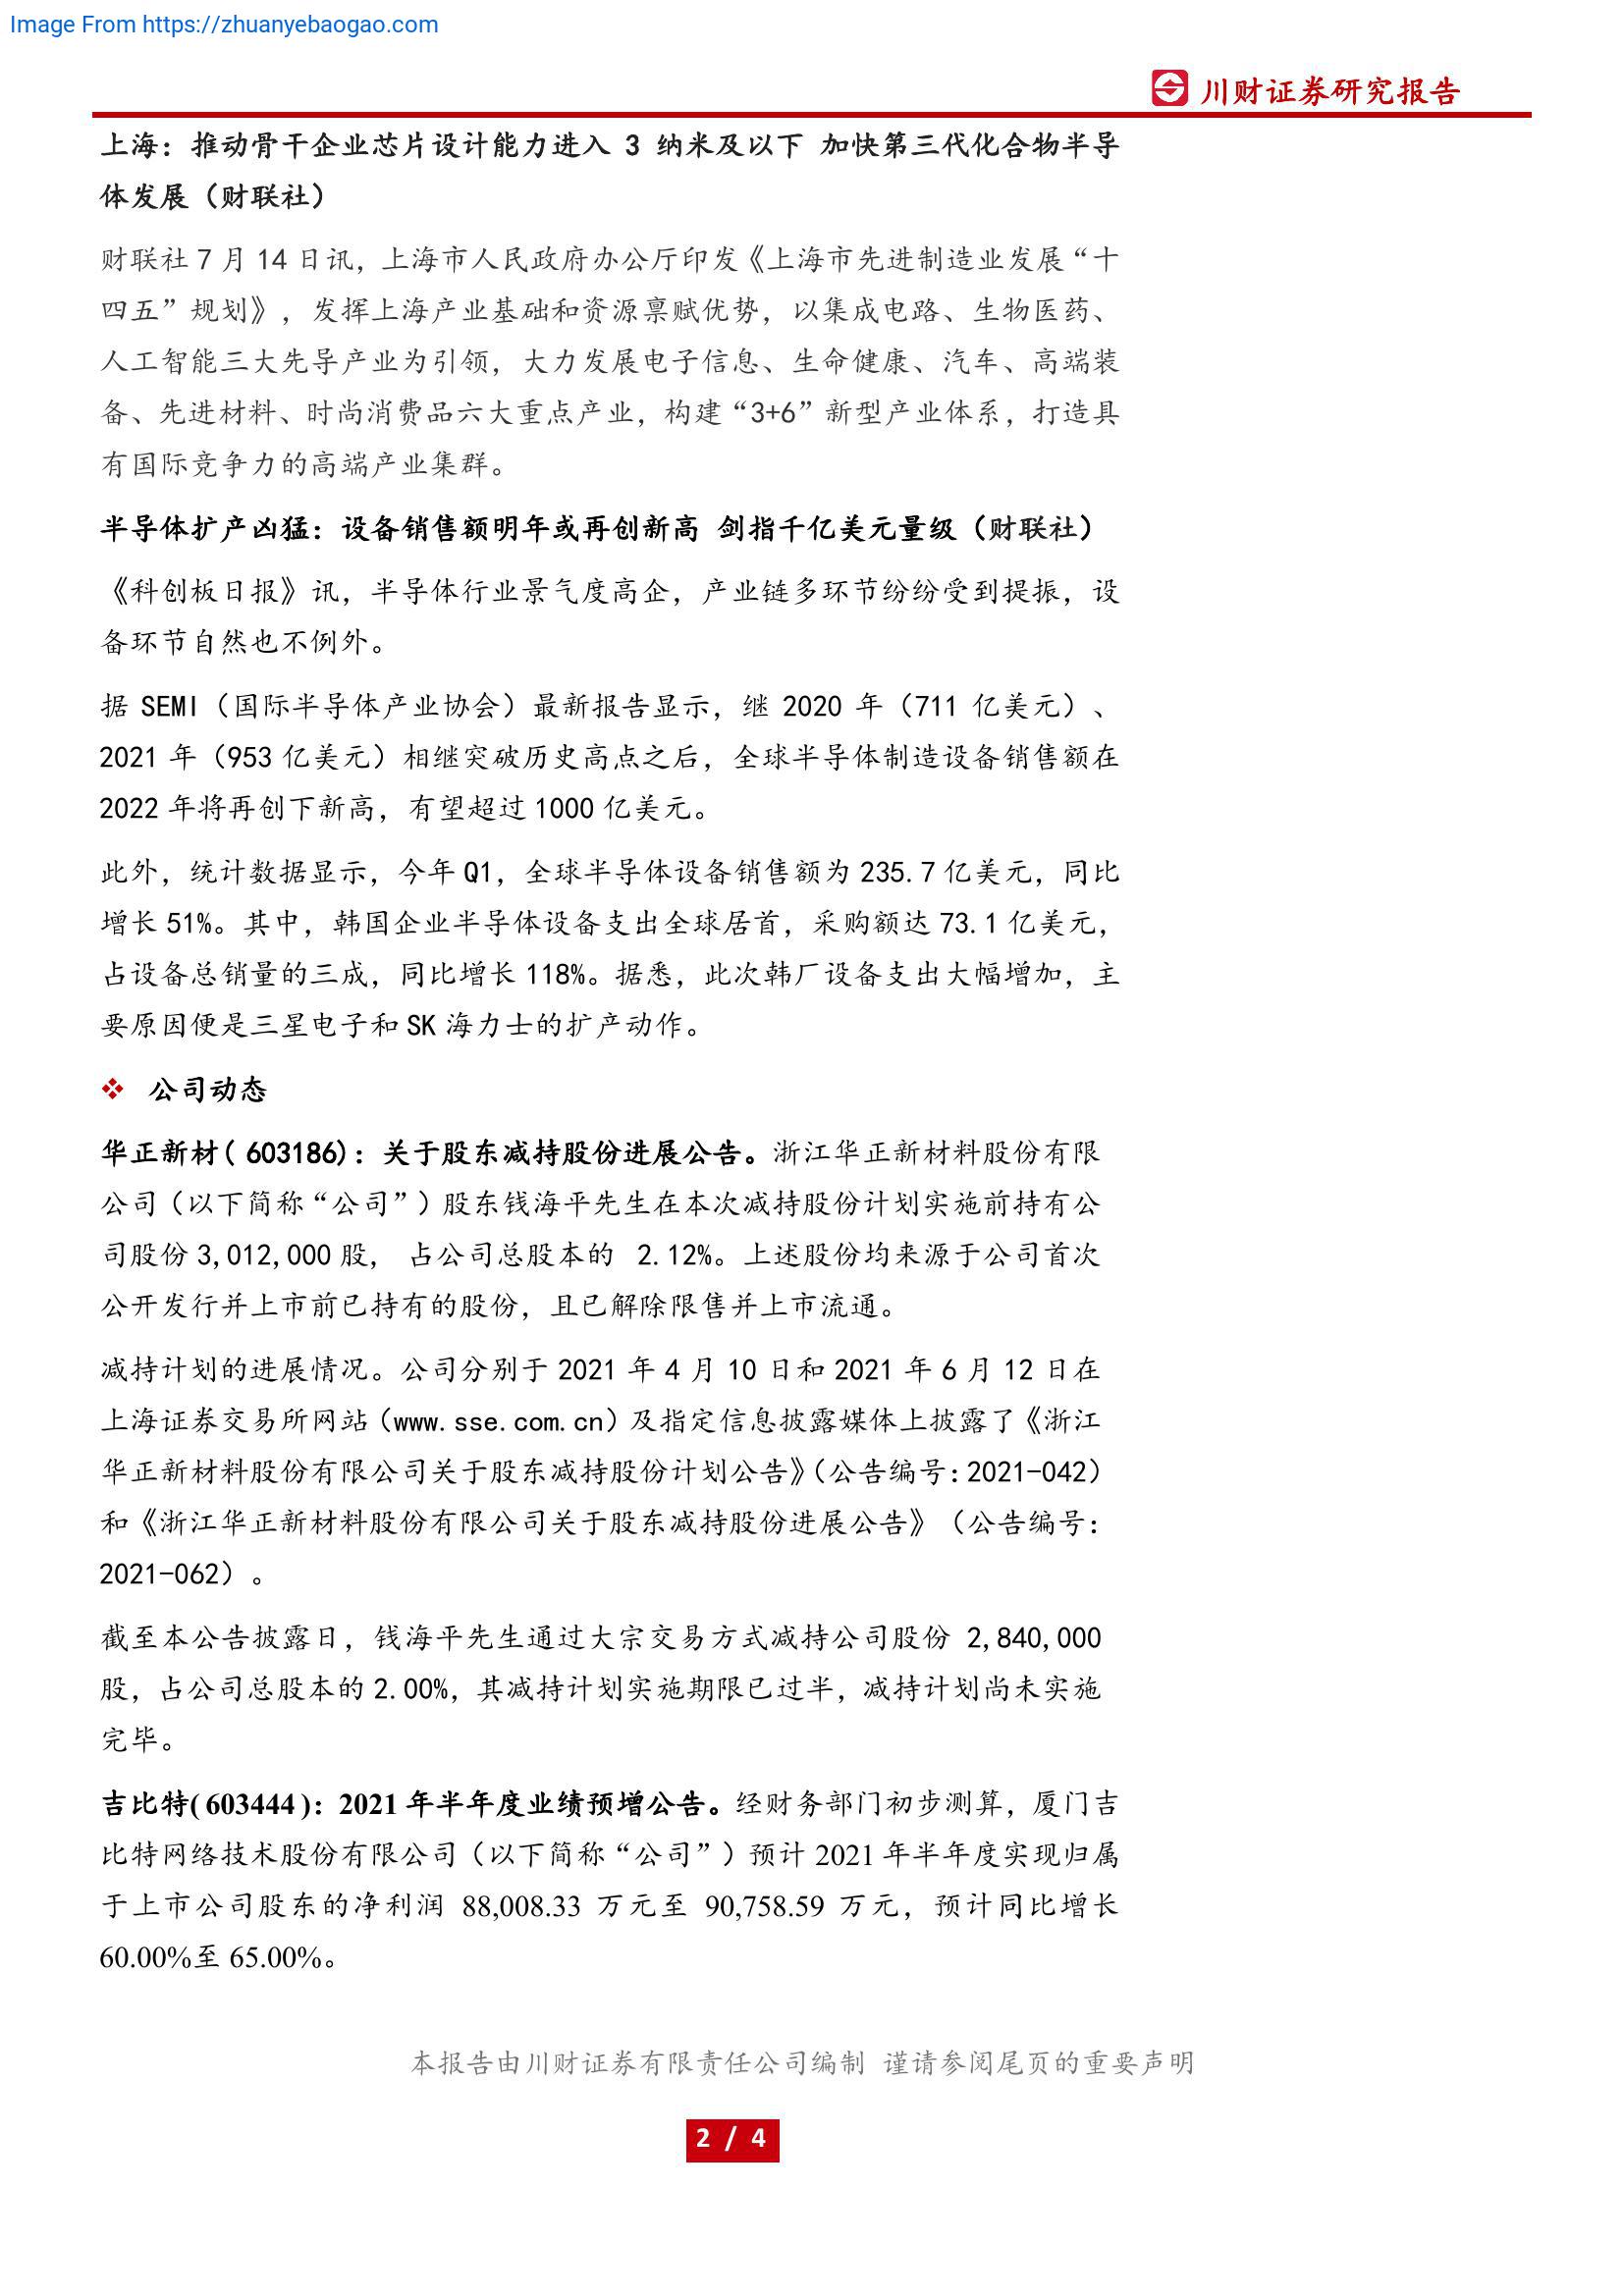 Image From https://zhuanyebaogao.com
川财证券研究报告
上海：推动骨干企业芯片设计能力进入 3 纳米及以下 加快第三代化合物半导
体发展（财联社）
财联社 7 月 14 日讯，上海市人民政府办公厅印发《上海市先进制造业发展“十
四五”规划》，发挥上海产业基础和资源禀赋优势，以集成电路、生物医药、
人工智能三大先导产业为引领，大力发展电子信息、生命健康、汽车、高端装
备、先进材料、时尚消费品六大重点产业，构建“3+6”新型产业体系，打造具
有国际竞争力的高端产业集群。
半导体扩产凶猛：设备销售额明年或再创新高 剑指千亿美元量级（财联社）
《科创板日报》讯，半导体行业景气度高企，产业链多环节纷纷受到提振，设
备环节自然也不例外。
据 SEMI（国际半导体产业协会）最新报告显示，继 2020 年（711 亿美元）、
2021 年（953 亿美元）相继突破历史高点之后，全球半导体制造设备销售额在
2022 年将再创下新高，有望超过 1000 亿美元。
此外，统计数据显示，今年 Q1，全球半导体设备销售额为 235.7 亿美元，同比
增长 51%。其中，韩国企业半导体设备支出全球居首，采购额达 73.1 亿美元，
占设备总销量的三成，同比增长 118%。据悉，此次韩厂设备支出大幅增加，主
要原因便是三星电子和 SK 海力士的扩产动作。
❖ 公司动态
华正新材( 603186)：关于股东减持股份进展公告。浙江华正新材料股份有限
公司（以下简称“公司”）股东钱海平先生在本次减持股份计划实施前持有公
司股份 3,012,000 股， 占公司总股本的 2.12%。上述股份均来源于公司首次
公开发行并上市前已持有的股份，且已解除限售并上市流通。
减持计划的进展情况。公司分别于 2021 年 4 月 10 日和 2021 年 6 月 12 日在
上海证券交易所网站（www.sse.com.cn）及指定信息披露媒体上披露了《浙江
华正新材料股份有限公司关于股东减持股份计划公告》（公告编号：2021-042）
和《浙江华正新材料股份有限公司关于股东减持股份进展公告》（公告编号：
2021-062）。
截至本公告披露日，钱海平先生通过大宗交易方式减持公司股份 2,840,000
股，占公司总股本的 2.00%，其减持计划实施期限已过半，减持计划尚未实施
完毕。
吉比特( 603444 )：2021 年半年度业绩预增公告。经财务部门初步测算，厦门吉
比特网络技术股份有限公司（以下简称“公司”）预计 2021 年半年度实现归属
于上市公司股东的净利润 88,008.33 万元至 90,758.59 万元，预计同比增长
60.00%至 65.00%。
本报告由川财证券有限责任公司编制 谨请参阅尾页的重要声明
2 / 4